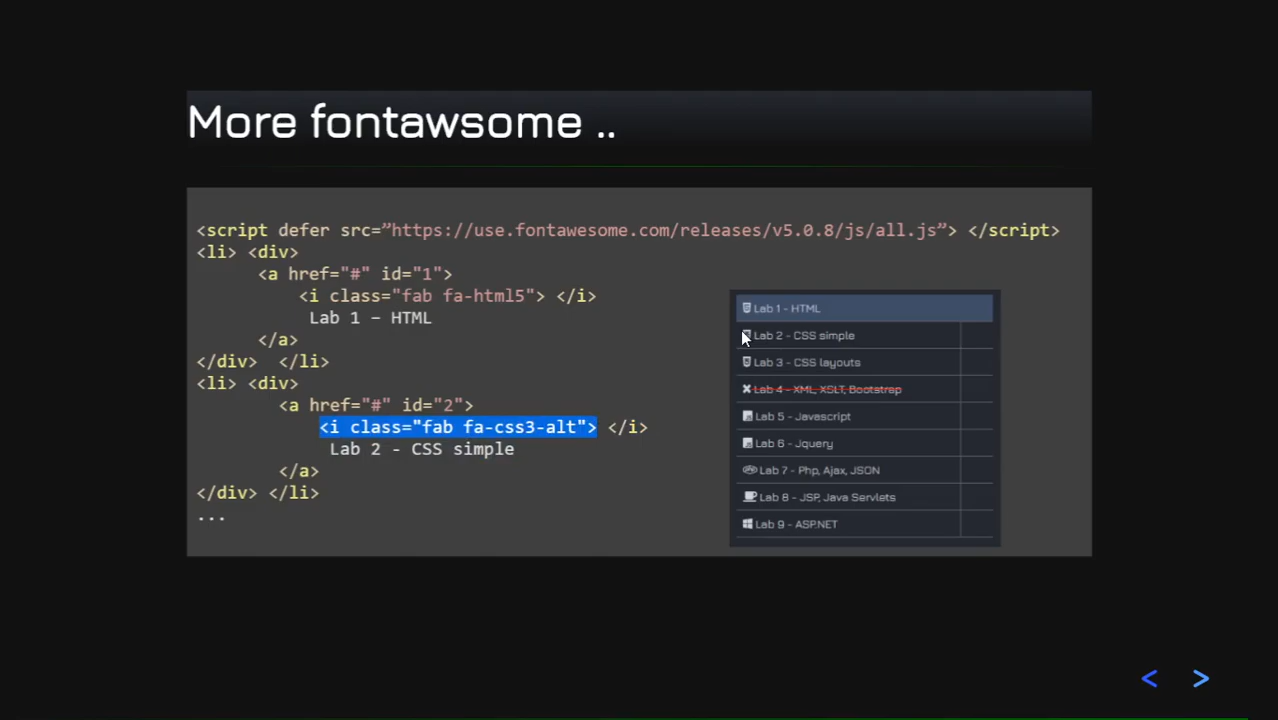 More fontawsome ..
<script defer src=”https://use.fontawesome.com/releases/v5.0.8/js/all.js”> </script>
<li> <div>
<a href="#" id="1">
<i class="fab fa-html5"> </i>
Lab 1 – HTML
</a>
</div>  </li>
<li> <div>
<a href="#" id="2">
<i class="fab fa-css3-alt"> </i>
Lab 2 - CSS simple
</a>
</div> </li>
...
Lab 1 - HTML
Lab 2 - CSS simple
Lab 3 - CSS layouts
Lab 4 - XML, XSLT, Bootstrap
Lab 5 - Javascript
Lab 6 - Jquery
Lab 7 - Php, Ajax, JSON
Lab 8 - JSP, Java Servlets
Lab 9 - ASP.NET
< >